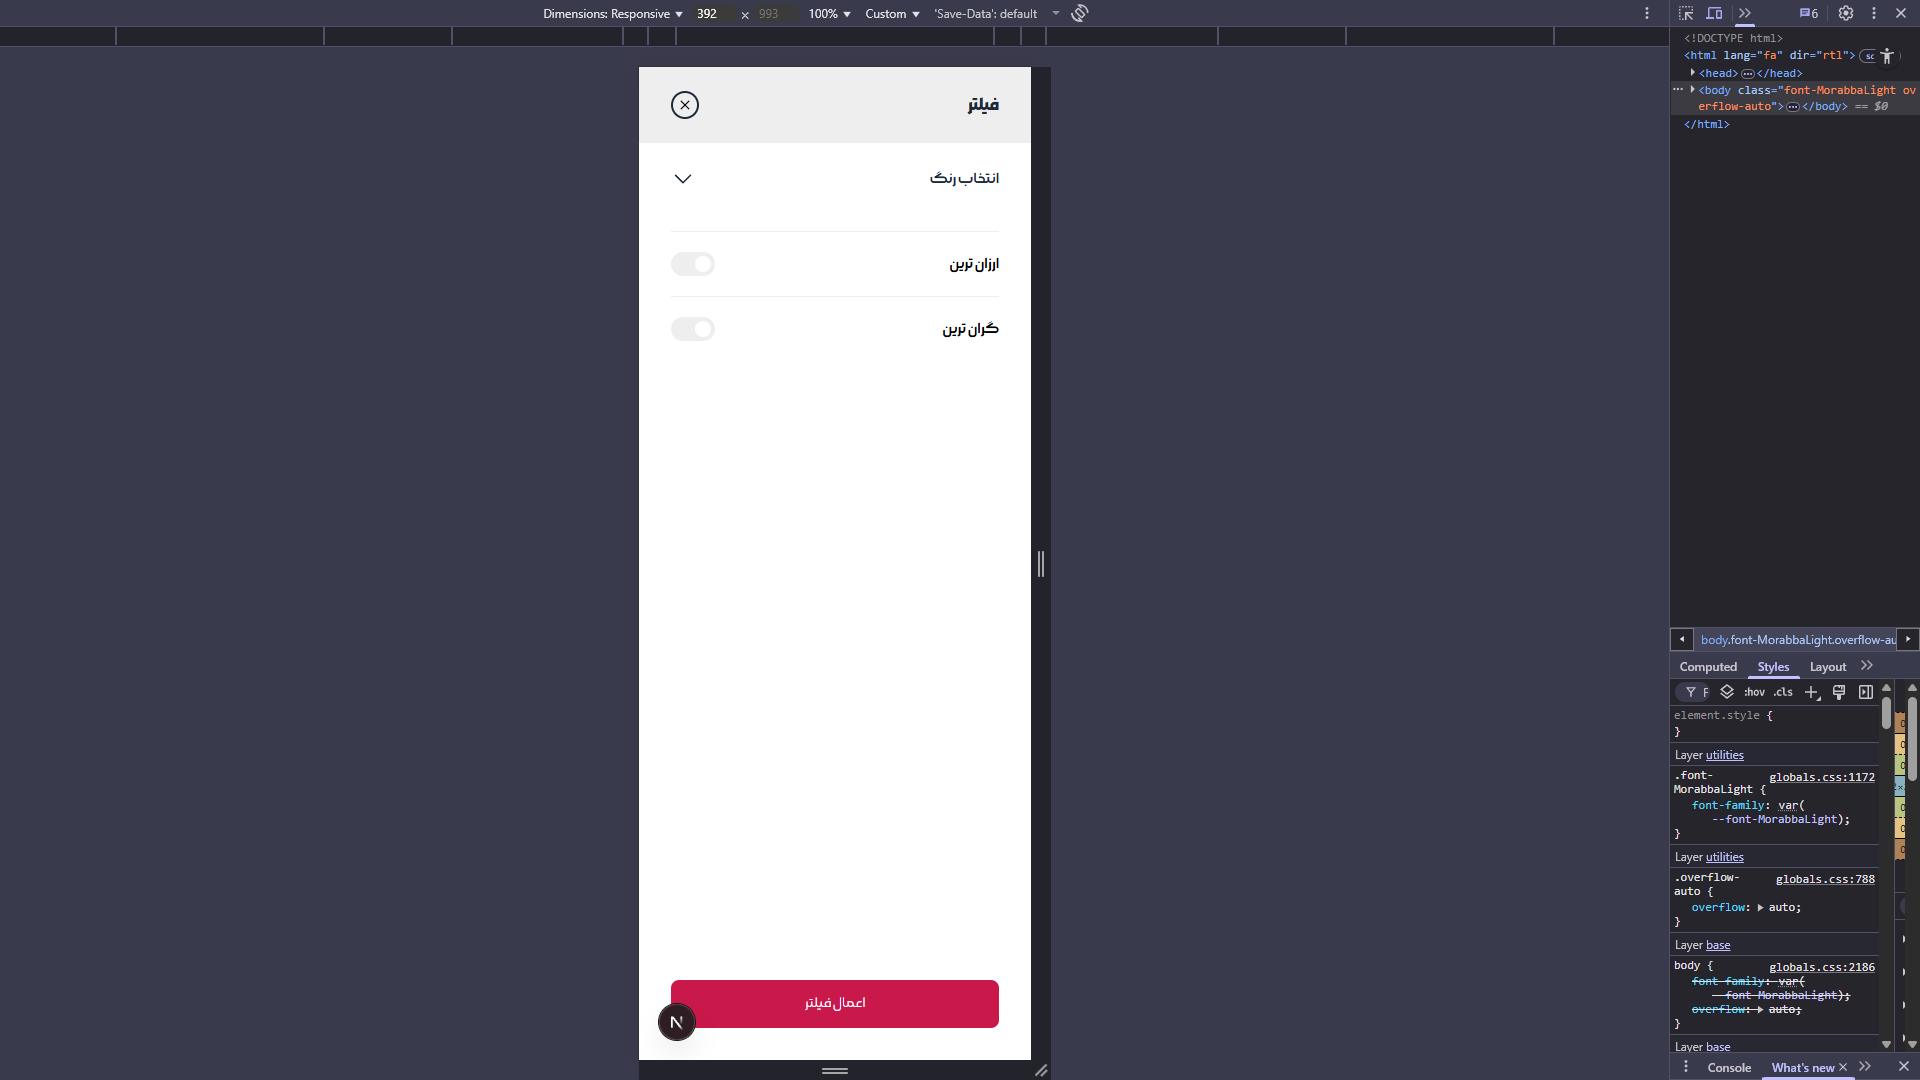 Dimensions: Responsive 392 x 993 100% Custom 'Save-Data': default
6
فیلتر
انتخاب رنگ
ارزان ترین
گران ترین
اعمال فیلتر
N
<!DOCTYPE html>
<html lang="fa" dir="rtl"> sc
<head> </head>
<body class="font-MorabbaLight ov
erflow-auto"> </body> == $0
</html>
body.font-MorabbaLight.overflow-au
Computed Styles Layout
F :hov .cls
element.style {
}
Layer utilities
.font- globals.css:1172
MorabbaLight {
font-family: var(
--font-MorabbaLight);
}
Layer utilities
.overflow- globals.css:788
auto {
overflow: auto;
}
Layer base
body { globals.css:2186
font-family: var(
--font-MorabbaLight);
overflow: auto;
}
Layer base
Console What's new